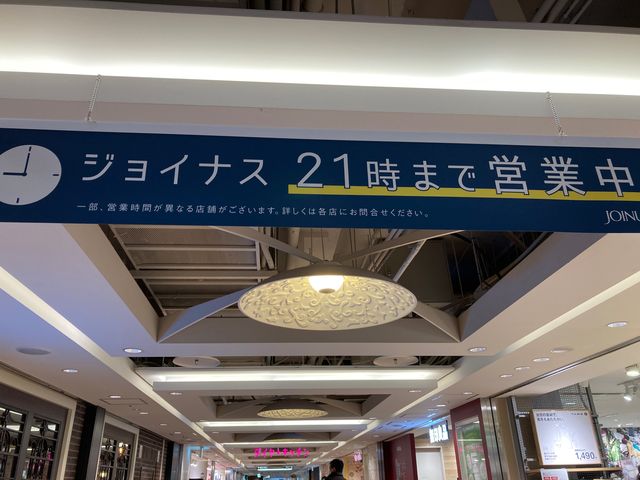 ジョイナス 21時まで営業中
一部、営業時間が異なる店舗がございます。詳しくは各店にお問合せください。
JOINU
1,490